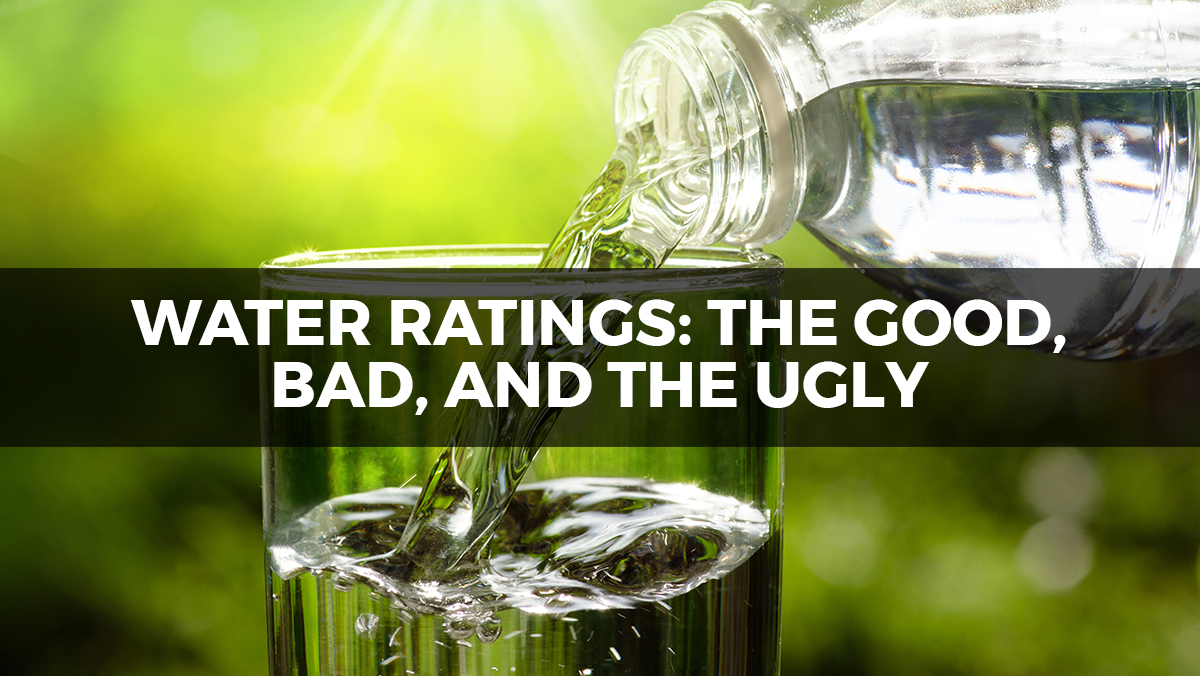 WATER RATINGS: THE GOOD,
BAD, AND THE UGLY